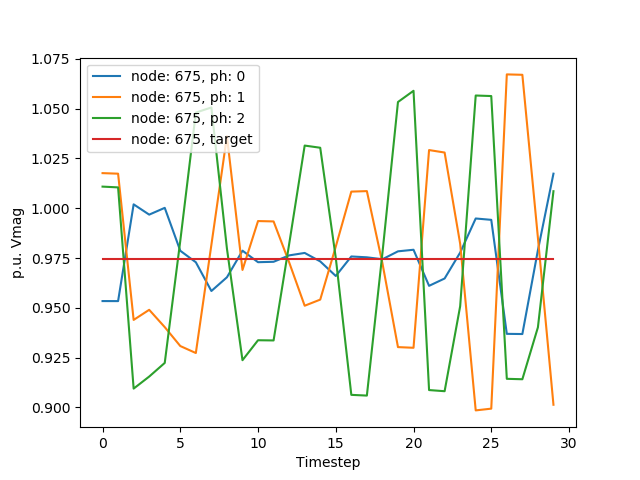 1.075
1.050
1.025
1.000
0.975
0.950
0.925
0.900
p.u. Vmag
node: 675, ph: 0
node: 675, ph: 1
node: 675, ph: 2
node: 675, target
0 5 10 15 20 25 30
Timestep